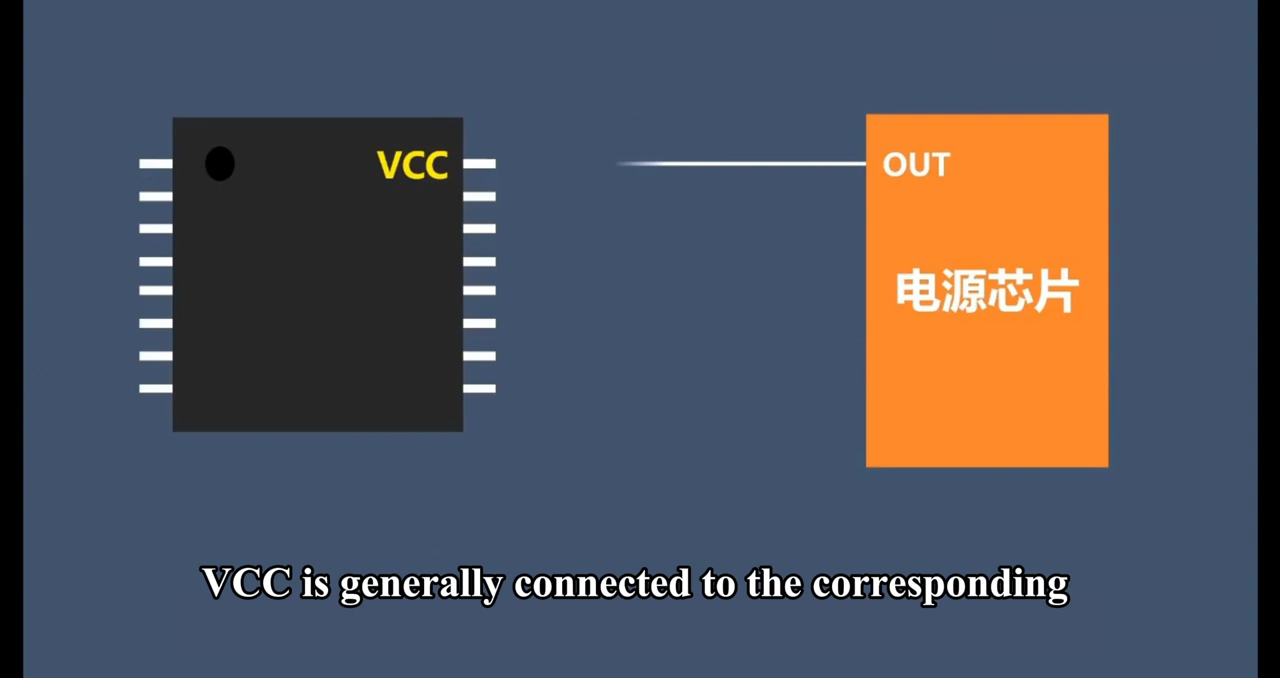 VCC
OUT
电源芯片
VCC is generally connected to the corresponding